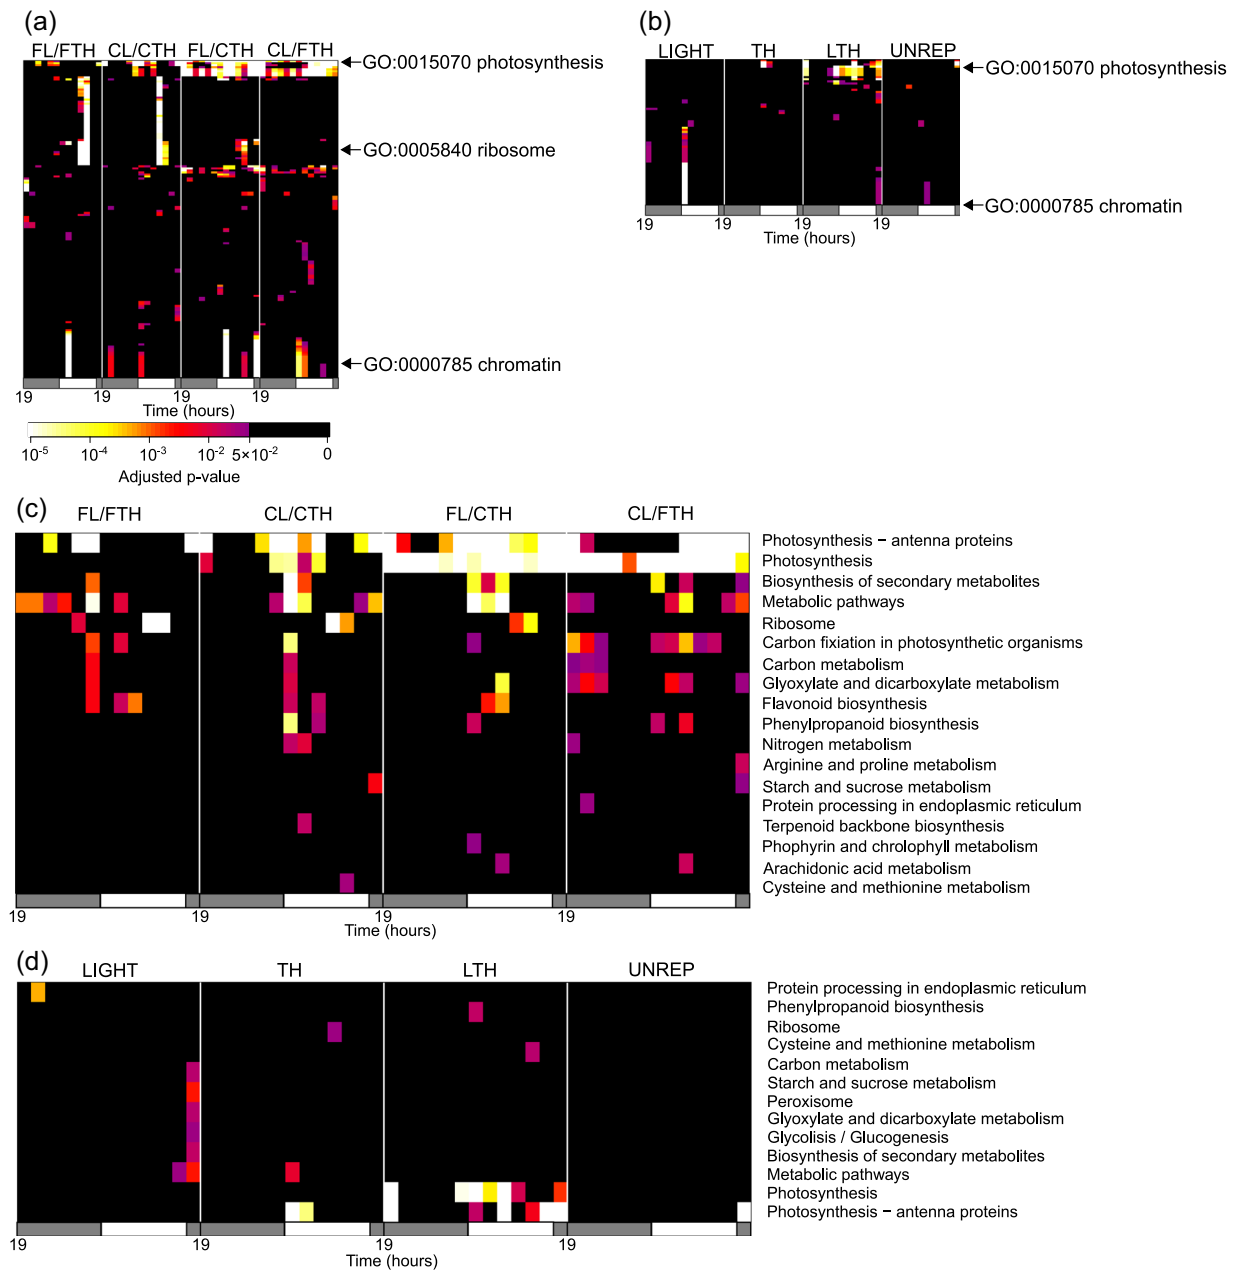 (a)
FL/FTH CL/CTH FL/CTH CL/FTH
GO:0015070 photosynthesis
GO:0005840 ribosome
GO:0000785 chromatin
19 19 19 19
Time (hours)
10-5 10-4 10-3 10-2 5×10-2 0
Adjusted p-value
(b)
LIGHT TH LTH UNREP
GO:0015070 photosynthesis
GO:0000785 chromatin
19 19 19 19
Time (hours)
(c)
FL/FTH CL/CTH FL/CTH CL/FTH
Photosynthesis − antenna proteins
Photosynthesis
Biosynthesis of secondary metabolites
Metabolic pathways
Ribosome
Carbon fixiation in photosynthetic organisms
Carbon metabolism
Glyoxylate and dicarboxylate metabolism
Flavonoid biosynthesis
Phenylpropanoid biosynthesis
Nitrogen metabolism
Arginine and proline metabolism
Starch and sucrose metabolism
Protein processing in endoplasmic reticulum
Terpenoid backbone biosynthesis
Phophyrin and chrolophyll metabolism
Arachidonic acid metabolism
Cysteine and methionine metabolism
19 19 19 19
Time (hours)
(d)
LIGHT TH LTH UNREP
Protein processing in endoplasmic reticulum
Phenylpropanoid biosynthesis
Ribosome
Cysteine and methionine metabolism
Carbon metabolism
Starch and sucrose metabolism
Peroxisome
Glyoxylate and dicarboxylate metabolism
Glycolisis / Glucogenesis
Biosynthesis of secondary metabolites
Metabolic pathways
Photosynthesis
Photosynthesis − antenna proteins
19 19 19 19
Time (hours)